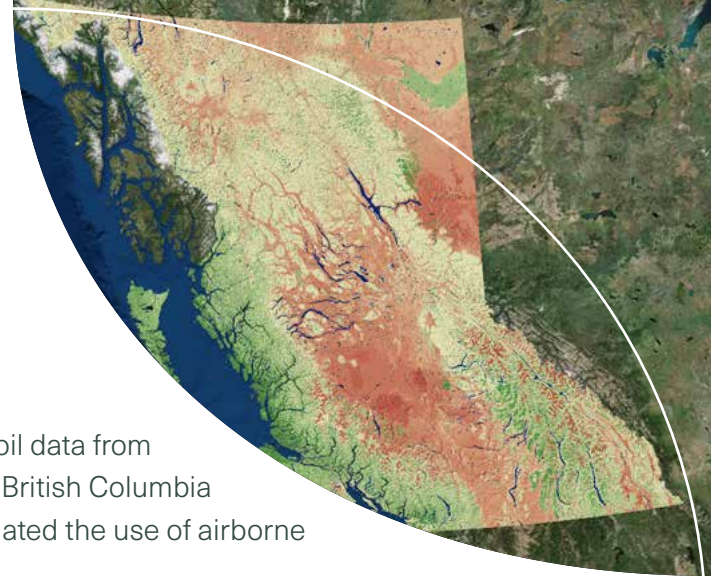 oil data from
British Columbia
ated the use of airborne